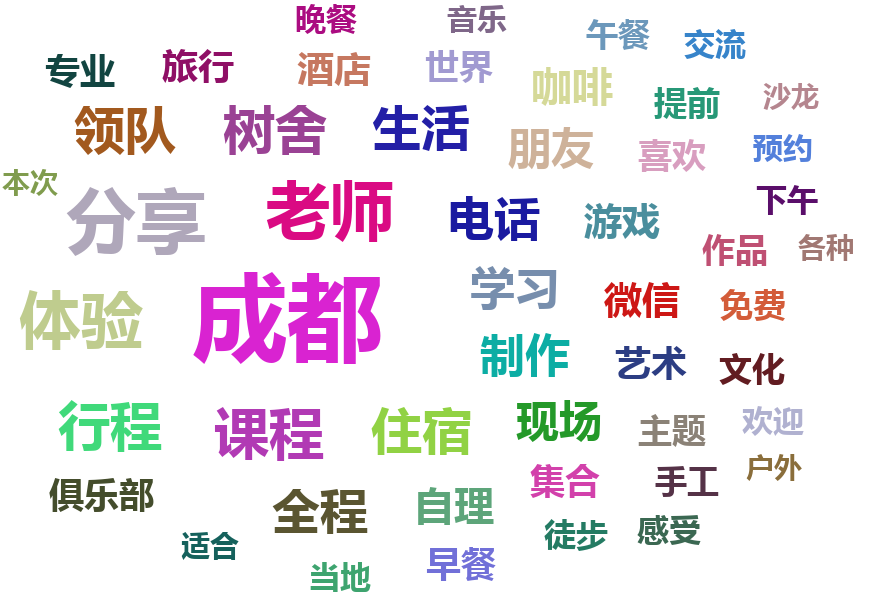 晚餐
音乐
午餐
交流
专业
旅行
酒店
世界
咖啡
提前
沙龙
领队
树舍
生活
朋友
喜欢
预约
本次
分享
老师
电话
游戏
下午
作品
各种
体验
成都
学习
微信
免费
制作
艺术
文化
行程
课程
住宿
现场
主题
欢迎
俱乐部
全程
自理
集合
手工
户外
适合
早餐
徒步
感受
当地